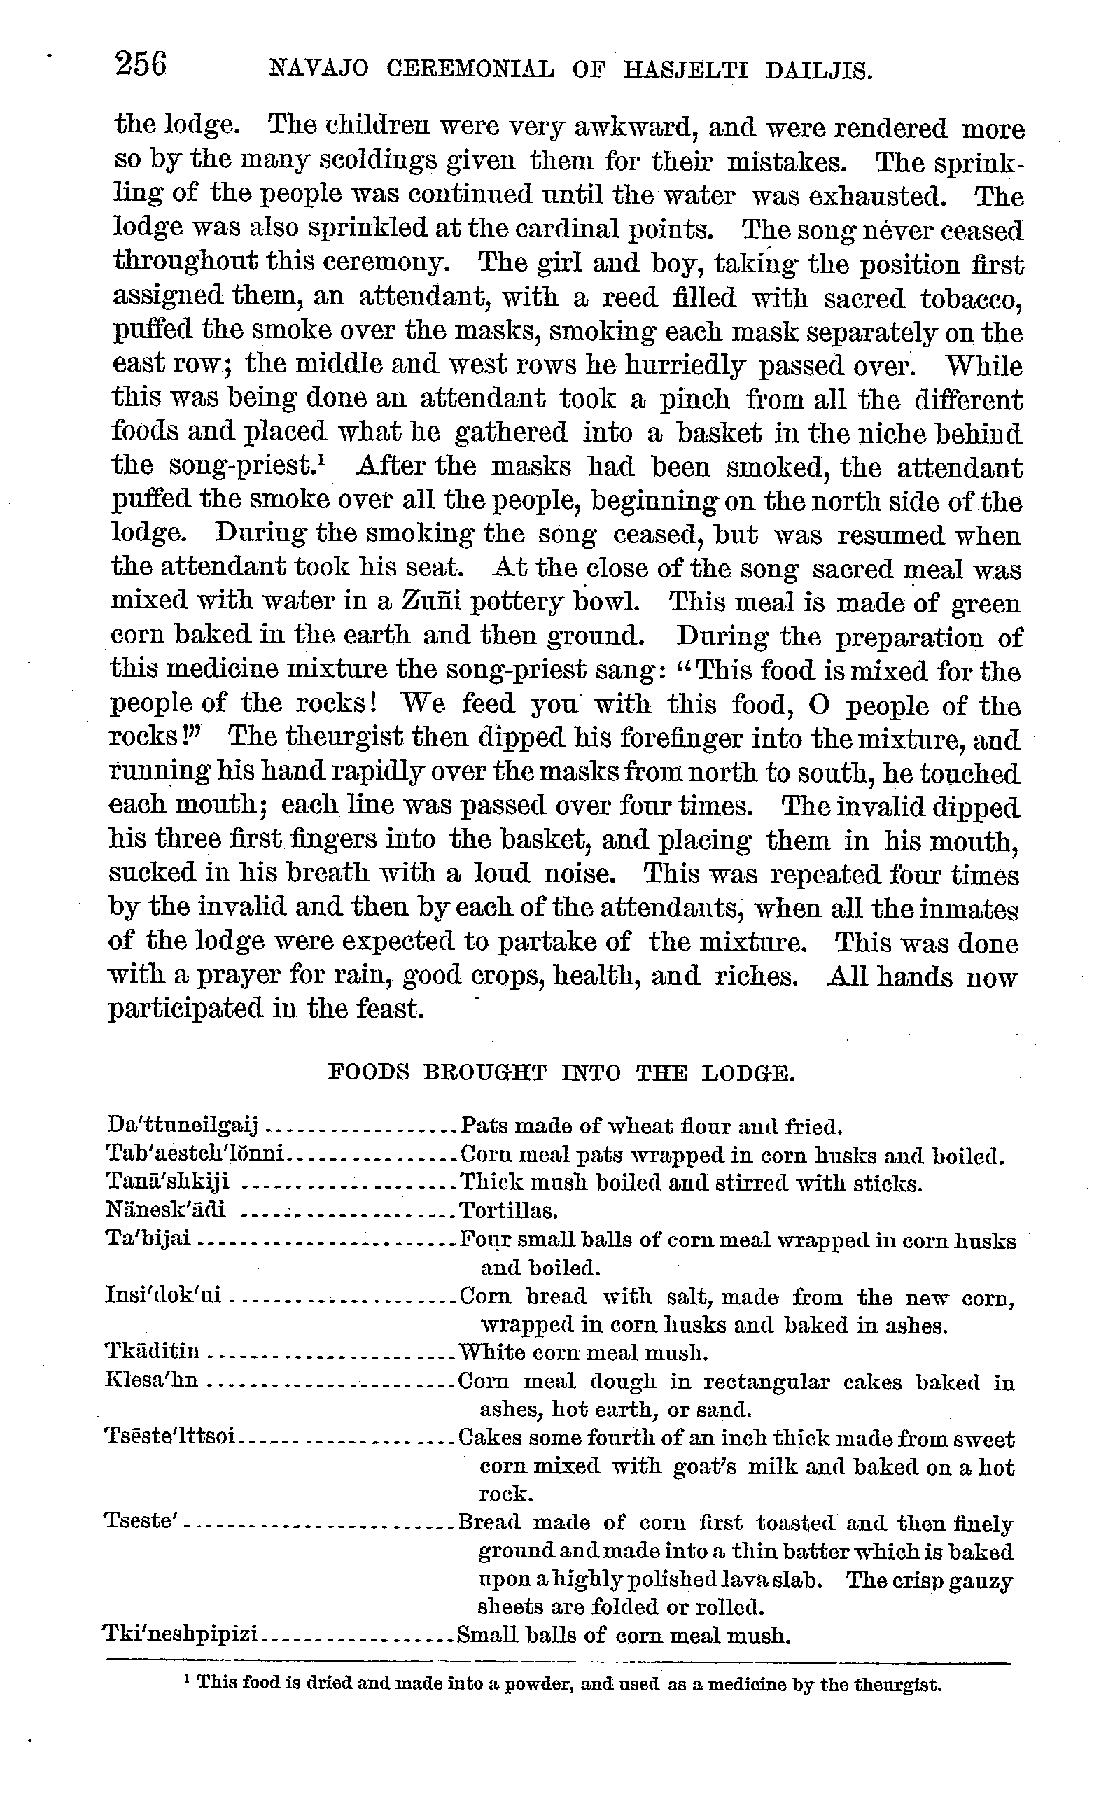 256 NAVAJO CEREMONIAL OF HASJELTI DAILJIS.
the lodge. The children were very awkward, and were rendered more
so by the many scoldings given them for their mistakes. The sprink-
ling of the people was continued until the water was exhausted. The
lodge was also sprinkled at the cardinal points. The song never ceased
throughout this ceremony. The girl and boy, taking the position first
assigned them, an attendant, with a reed filled with sacred tobacco,
puffed the smoke over the masks, smoking each mask separately on the
east row; the middle and west rows he hurriedly passed over. While
this was being done an attendant took a pinch from all the different
foods and placed what he gathered into a basket in the niche behind
the song-priest.¹ After the masks had been smoked, the attendant
puffed the smoke over all the people, beginning on the north side of the
lodge. During the smoking the song ceased, but was resumed when
the attendant took his seat. At the close of the song sacred meal was
mixed with water in a Zuñi pottery bowl. This meal is made of green
corn baked in the earth and then ground. During the preparation of
this medicine mixture the song-priest sang: "This food is mixed for the
people of the rocks! We feed you with this food, O people of the
rocks!" The theurgist then dipped his forefinger into the mixture, and
running his hand rapidly over the masks from north to south, he touched
each mouth; each line was passed over four times. The invalid dipped
his three first fingers into the basket, and placing them in his mouth,
sucked in his breath with a loud noise. This was repeated four times
by the invalid and then by each of the attendants, when all the inmates
of the lodge were expected to partake of the mixture. This was done
with a prayer for rain, good crops, health, and riches. All hands now
participated in the feast.
FOODS BROUGHT INTO THE LODGE.
Da'ttuneilgaij..................Pats made of wheat flour and fried.
Tab'aestch'lŏnni................Corn meal pats wrapped in corn husks and boiled.
Tanā'shkiji ....................Thick mush boiled and stirred with sticks.
Nänesk'ādi ....................Tortillas.
Ta'bijai........................Four small balls of corn meal wrapped in corn husks
and boiled.
Insi'dok'ui.....................Corn bread with salt, made from the new corn,
wrapped in corn husks and baked in ashes.
Tkāditin.......................White corn meal mush.
Klesa'hn.......................Corn meal dough in rectangular cakes baked in
ashes, hot earth, or sand.
Tsēste'lttsoi....................Cakes some fourth of an inch thick made from sweet
corn mixed with goat's milk and baked on a hot
rock.
Tseste'.........................Bread made of corn first toasted and then finely
ground and made into a thin batter which is baked
upon a highly polished lava slab. The crisp gauzy
sheets are folded or rolled.
Tki'neshpipizi..................Small balls of corn meal mush.
¹ This food is dried and made into a powder, and used as a medicine by the theurgist.